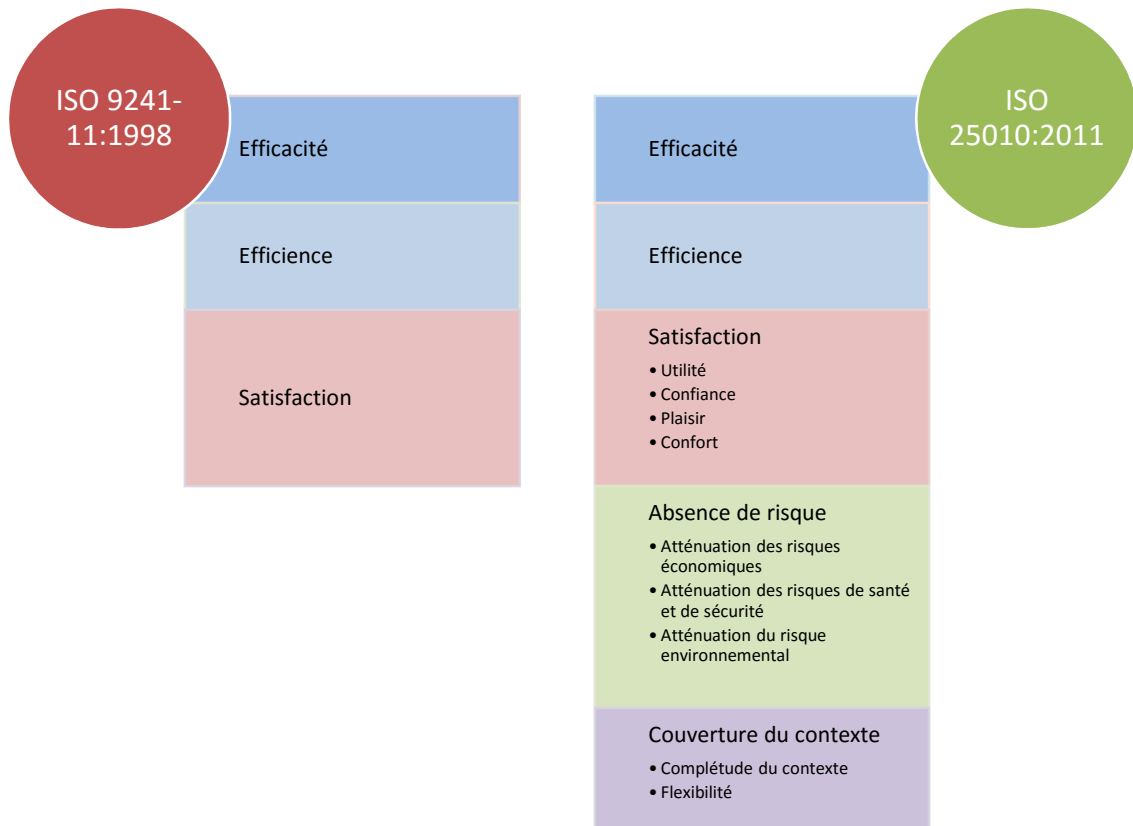 ISO 9241-
11:1998
Efficacité
Efficience
Satisfaction
ISO
25010:2011
Efficacité
Efficience
Satisfaction
• Utilité
• Confiance
• Plaisir
• Confort
Absence de risque
• Atténuation des risques
économiques
• Atténuation des risques de santé
et de sécurité
• Atténuation du risque
environnemental
Couverture du contexte
• Complétude du contexte
• Flexibilité